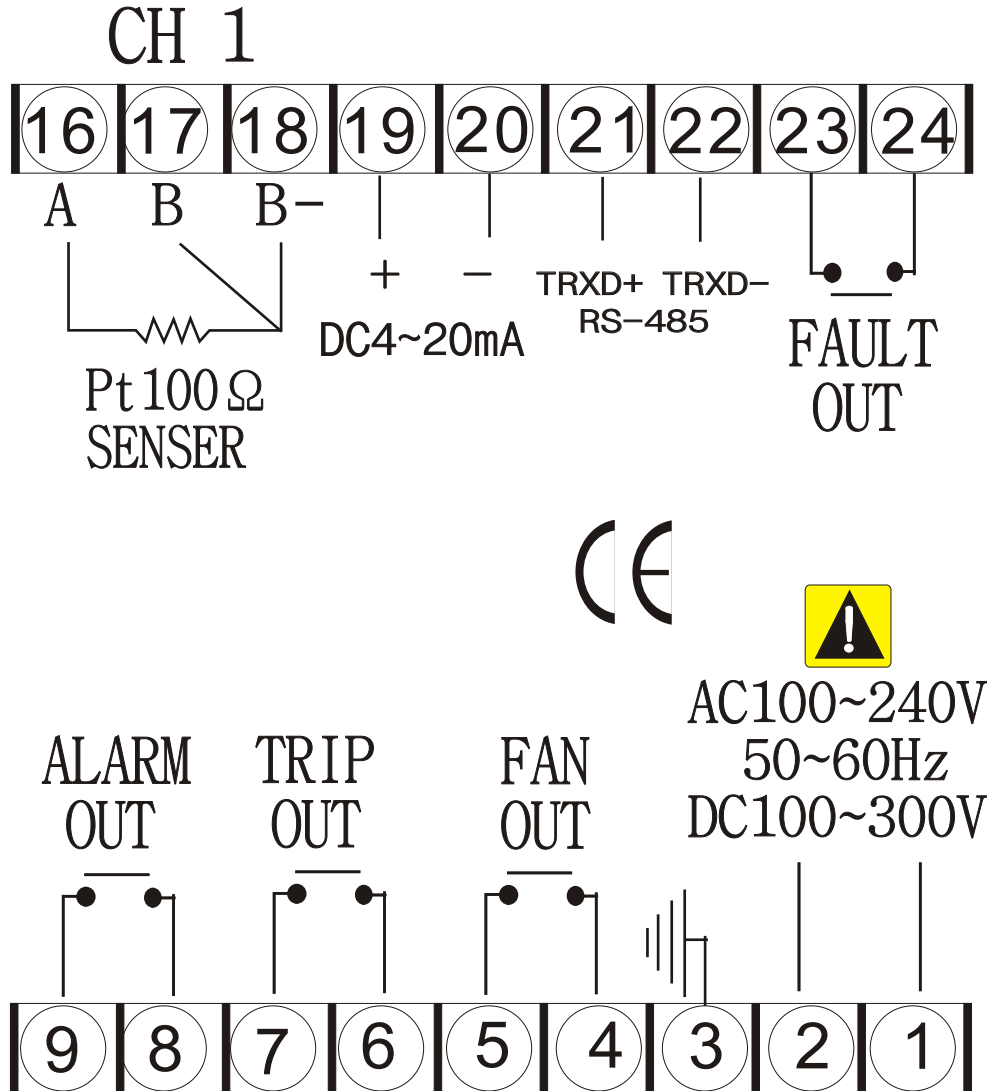 CH 1
16 17 18 19 20 21 22 23 24
A B B-
+ -
TRXD+ TRXD-
RS-485
DC4~20mA
FAULT
OUT
Pt100Ω
SENSER
CE
!
AC100~240V
50~60Hz
DC100~300V
ALARM
OUT
TRIP
OUT
FAN
OUT
9 8 7 6 5 4 3 2 1